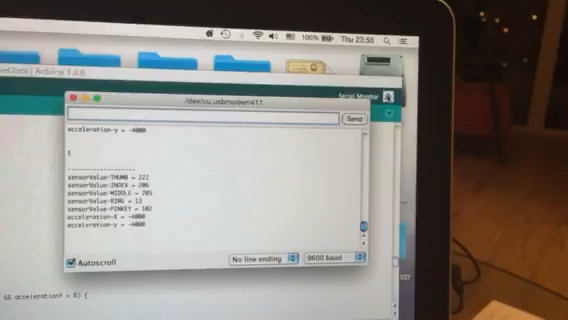 100%
Thu 23:53
Arduino 1.0.6
Serial Monitor
/dev/cu.usbmodem411
Send
acceleration-y = -4000
E
--------------------
sensorValue-THUMB = 222
sensorValue-INDEX = 206
sensorValue-MIDDLE = 205
sensorValue-RING = 13
sensorValue-PINKEY = 102
acceleration-X = -4000
acceleration-y = -4000
Autoscroll
No line ending
9600 baud
&& accelerationY > 0) {